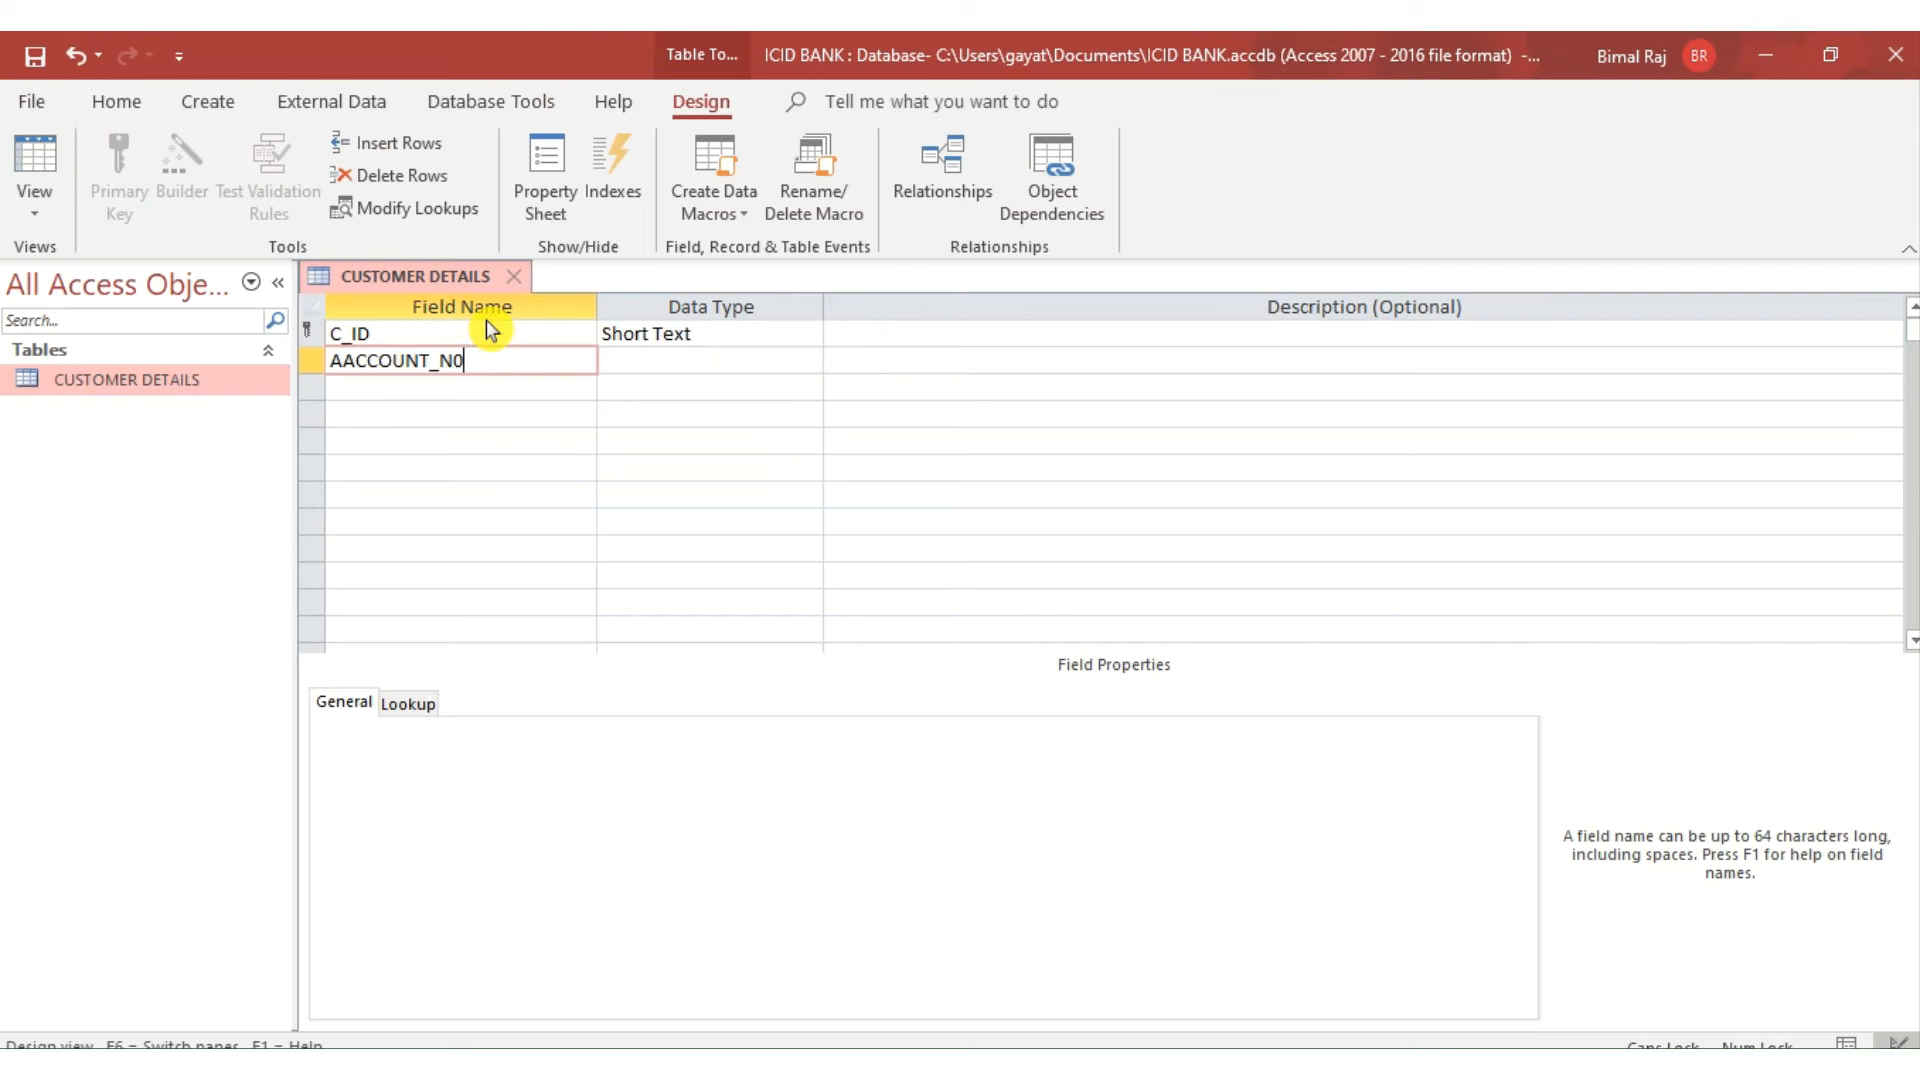 Table To...
ICID BANK : Database- C:\Users\gayat\Documents\ICID BANK.accdb (Access 2007 - 2016 file format) -...
Bimal Raj
BR
File
Home
Create
External Data
Database Tools
Help
Design
Tell me what you want to do
View
Primary Key
Builder
Test Validation Rules
Insert Rows
Delete Rows
Modify Lookups
Property Sheet
Indexes
Create Data Macros
Rename/ Delete Macro
Relationships
Object Dependencies
Views
Tools
Show/Hide
Field, Record & Table Events
Relationships
All Access Obje...
Search...
Tables
CUSTOMER DETAILS
CUSTOMER DETAILS
Field Name
Data Type
Description (Optional)
C_ID
Short Text
AACCOUNT_N0
Field Properties
General
Lookup
A field name can be up to 64 characters long,
including spaces. Press F1 for help on field
names.
Design view. F6 = Switch panes. F1 = Help.
Caps Lock
Num Lock